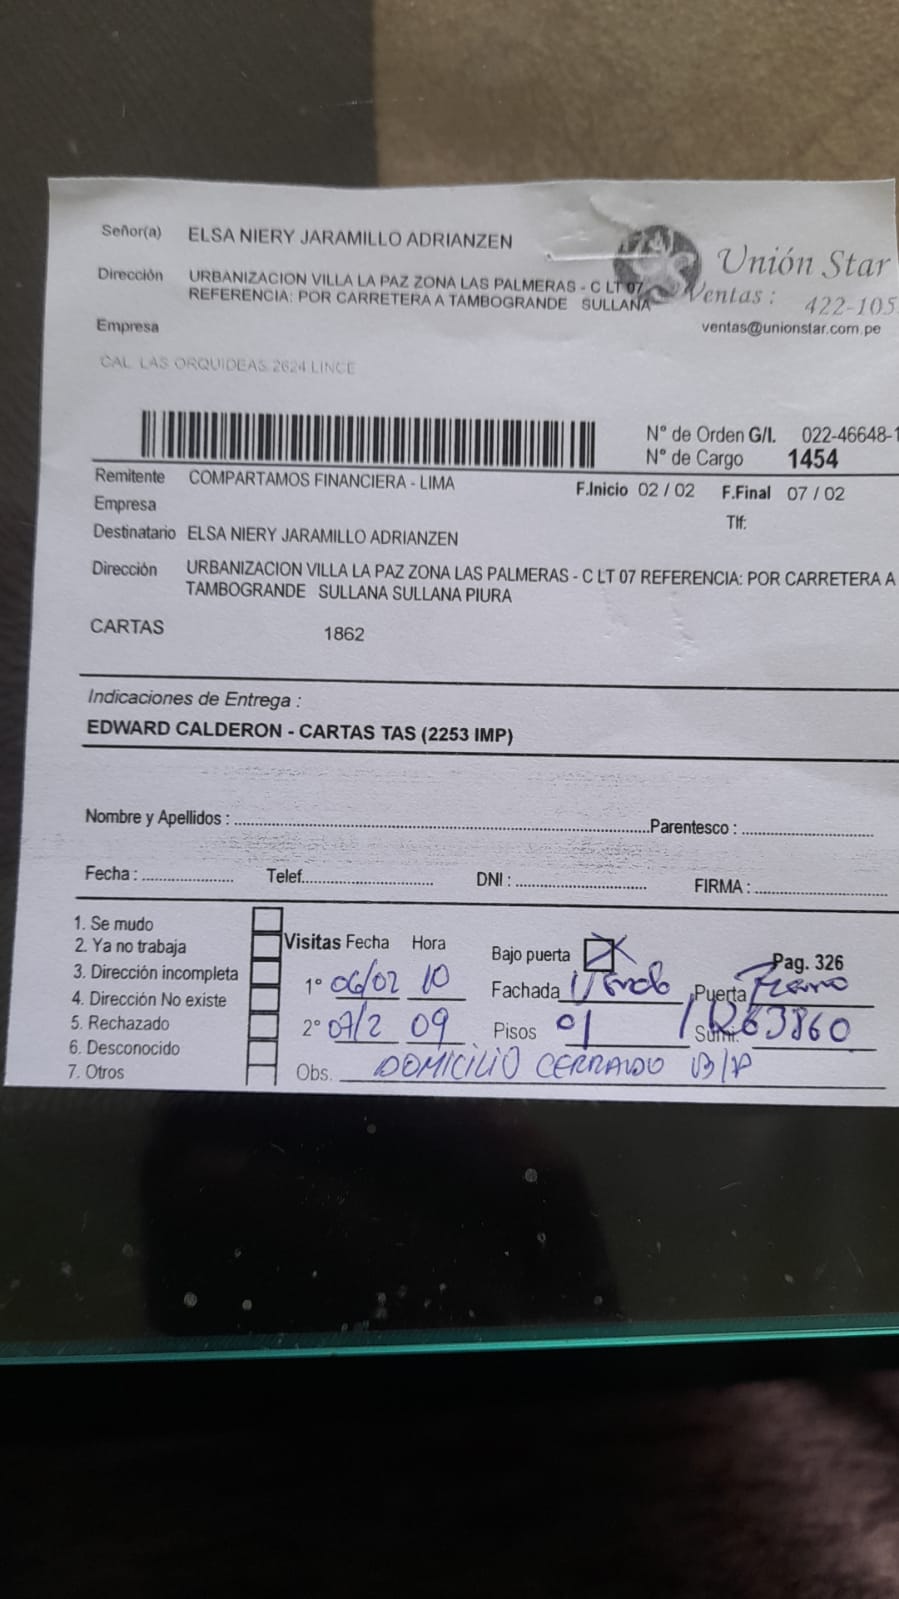 Señor(a) ELSA NIERY JARAMILLO ADRIANZEN
Unión Star
Dirección URBANIZACION VILLA LA PAZ ZONA LAS PALMERAS - C LT 07
REFERENCIA: POR CARRETERA A TAMBOGRANDE SULLANA
Ventas : 422-105
Empresa
ventas@unionstar.com.pe
CAL. LAS ORQUIDEAS 2624 LINCE
N° de Orden G/I. 022-46648-1
N° de Cargo 1454
Remitente COMPARTAMOS FINANCIERA - LIMA
F.Inicio 02 / 02 F.Final 07 / 02
Empresa
Tlf:
Destinatario ELSA NIERY JARAMILLO ADRIANZEN
Dirección URBANIZACION VILLA LA PAZ ZONA LAS PALMERAS - C LT 07 REFERENCIA: POR CARRETERA A
TAMBOGRANDE SULLANA SULLANA PIURA
CARTAS 1862
Indicaciones de Entrega :
EDWARD CALDERON - CARTAS TAS (2253 IMP)
Nombre y Apellidos : Parentesco :
Fecha : Telef. DNI : FIRMA :
1. Se mudo
2. Ya no trabaja
3. Dirección incompleta
4. Dirección No existe
5. Rechazado
6. Desconocido
7. Otros
Visitas Fecha Hora
1° 06/02 10
2° 07/2 09
Bajo puerta
Pag. 326
Fachada Puerta
Pisos 01 Sumr.
Obs. DOMICILIO CERRADO B/P